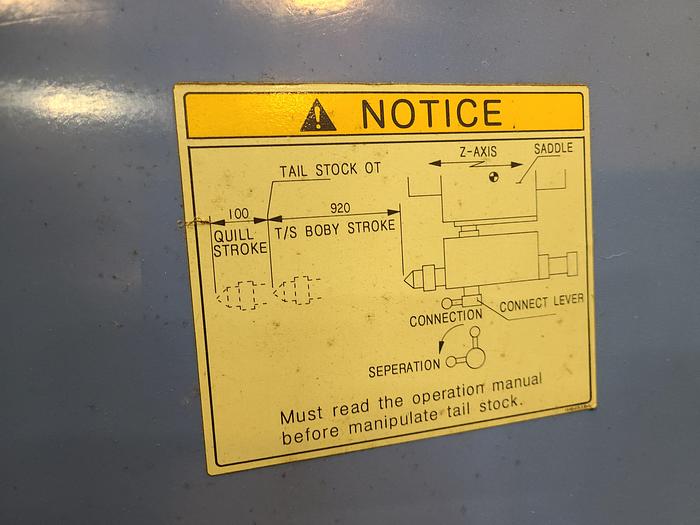 NOTICE
Z-AXIS
SADDLE
TAIL STOCK OT
100
920
QUILL
STROKE
T/S BOBY STROKE
CONNECT LEVER
CONNECTION
SEPERATION
Must read the operation manual
before manipulate tail stock.